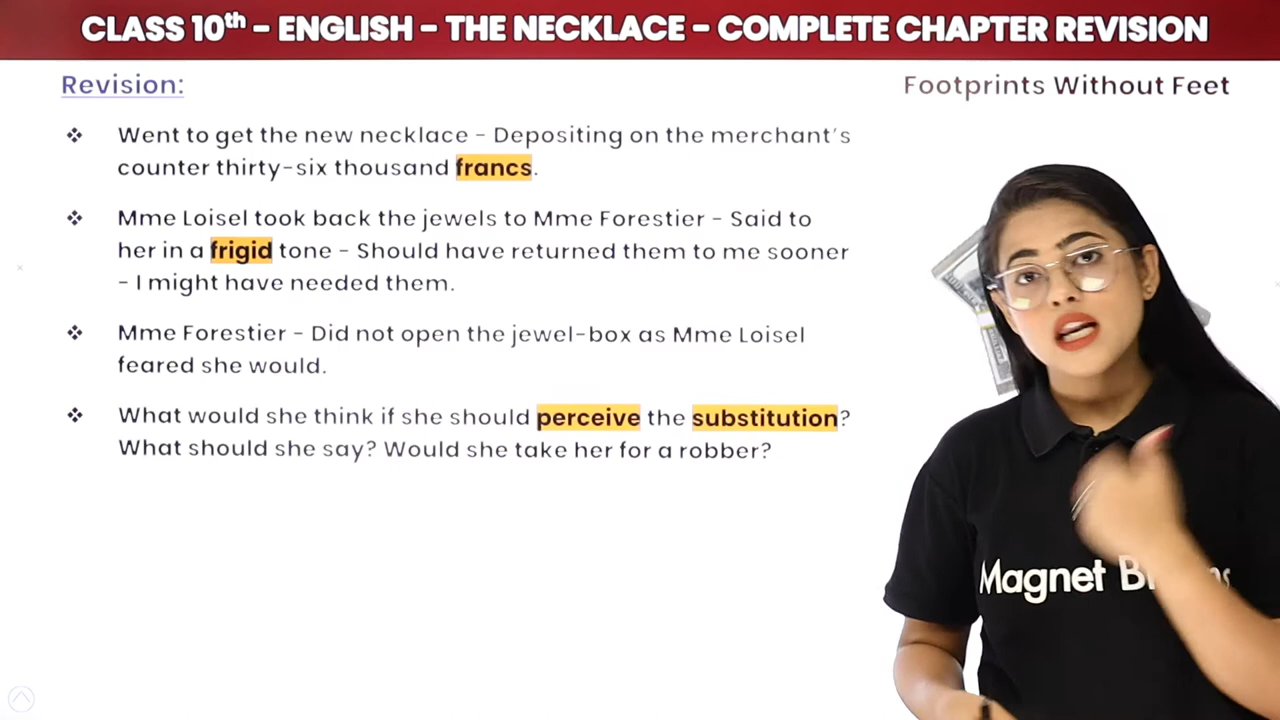 CLASS 10th - ENGLISH - THE NECKLACE - COMPLETE CHAPTER REVISION
Revision:
Footprints Without Feet
❖ Went to get the new necklace - Depositing on the merchant's
counter thirty-six thousand francs.
❖ Mme Loisel took back the jewels to Mme Forestier - Said to
her in a frigid tone - Should have returned them to me sooner
- I might have needed them.
❖ Mme Forestier - Did not open the jewel-box as Mme Loisel
feared she would.
❖ What would she think if she should perceive the substitution?
What should she say? Would she take her for a robber?
Magnet